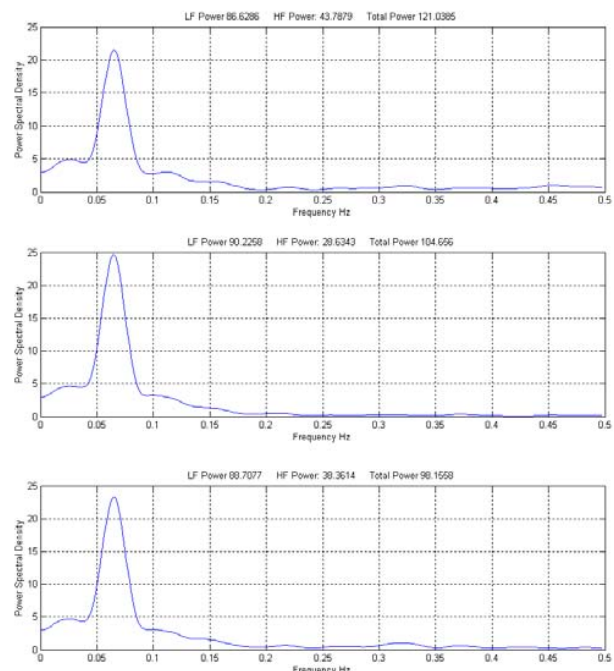 LF Power 86.6286 HF Power: 43.7879 Total Power 121.0385
25
20
15
10
5
0
Power Spectral Density
0 0.05 0.1 0.15 0.2 0.25 0.3 0.35 0.4 0.45 0.5
Frequency Hz
LF Power 90.2258 HF Power: 28.6343 Total Power 104.656
25
20
15
10
5
0
Power Spectral Density
0 0.05 0.1 0.15 0.2 0.25 0.3 0.35 0.4 0.45 0.5
Frequency Hz
LF Power 88.7077 HF Power: 38.3614 Total Power 98.1558
25
20
15
10
5
0
Power Spectral Density
0 0.05 0.1 0.15 0.2 0.25 0.3 0.35 0.4 0.45 0.5
Frequency Hz